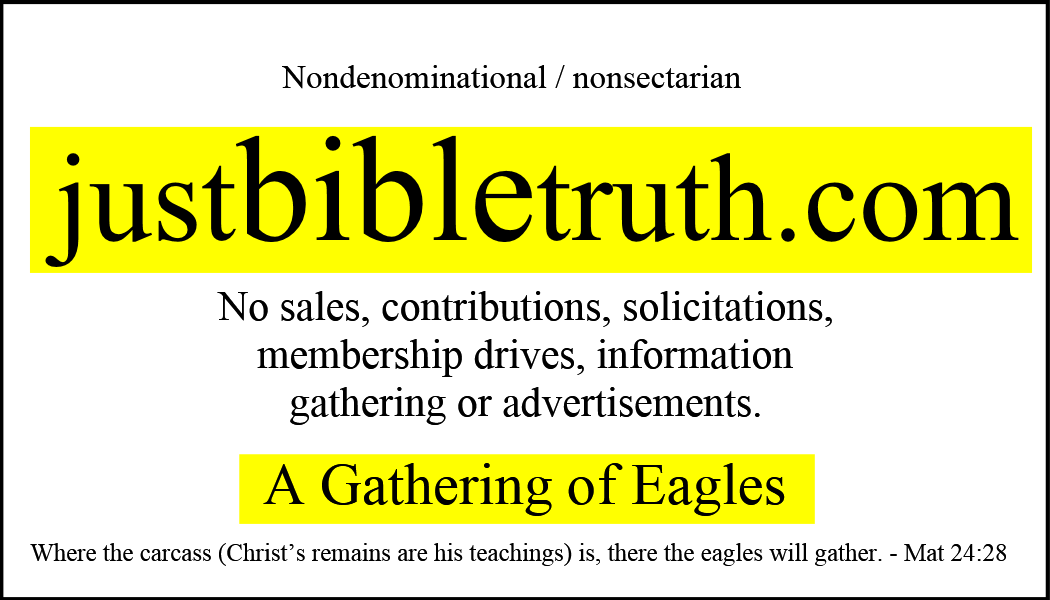 Nondenominational / nonsectarian
justbibletruth.com
No sales, contributions, solicitations,
membership drives, information
gathering or advertisements.
A Gathering of Eagles
Where the carcass (Christ’s remains are his teachings) is, there the eagles will gather. - Mat 24:28